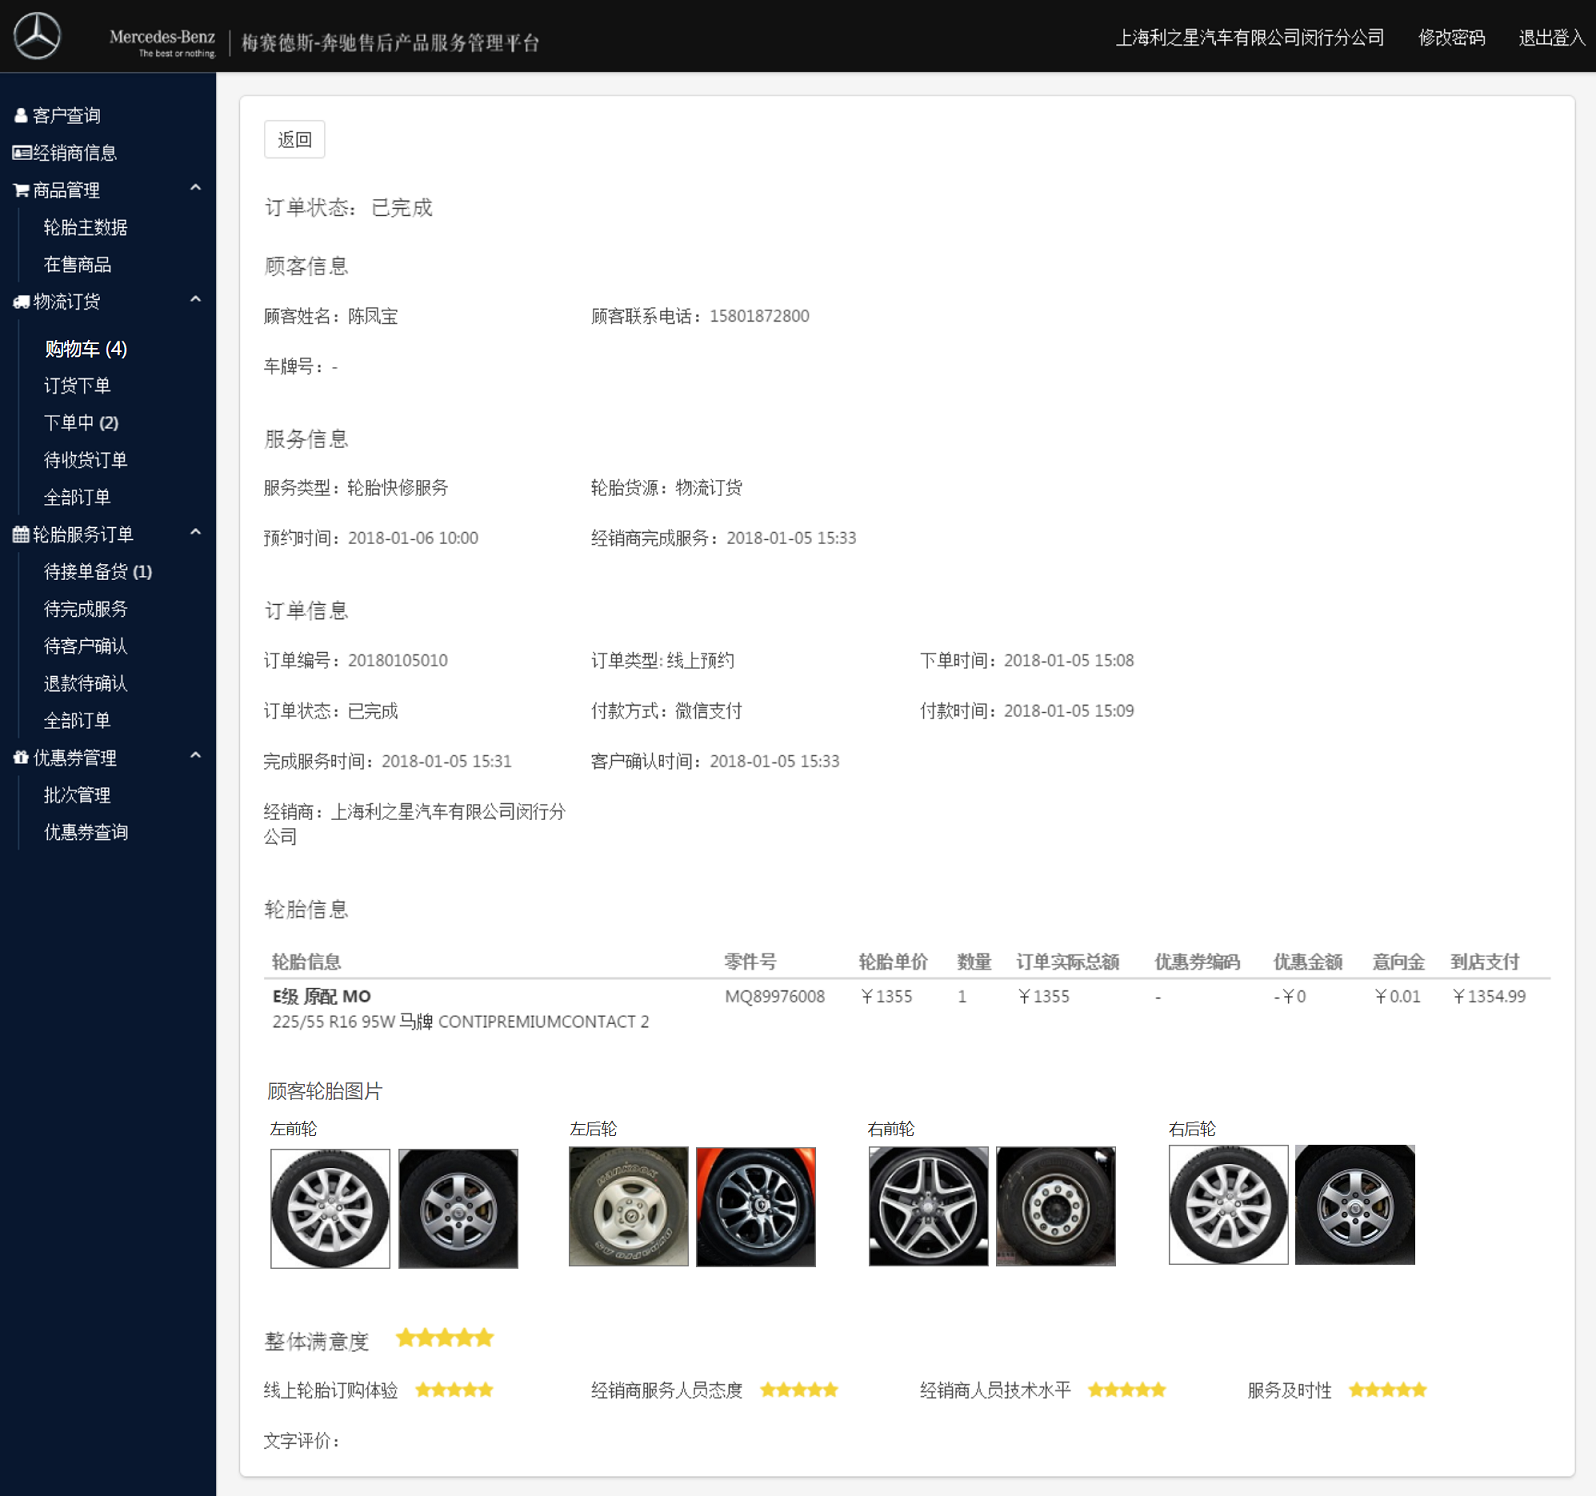 Mercedes-Benz
The best or nothing.
梅赛德斯-奔驰售后产品服务管理平台
上海利之星汽车有限公司闵行分公司 修改密码 退出登入
客户查询
经销商信息
商品管理
轮胎主数据
在售商品
物流订货
购物车 (4)
订货下单
下单中 (2)
待收货订单
全部订单
轮胎服务订单
待接单备货 (1)
待完成服务
待客户确认
退款待确认
全部订单
优惠券管理
批次管理
优惠券查询
返回
订单状态：已完成
顾客信息
顾客姓名：陈凤宝 顾客联系电话：15801872800
车牌号：-
服务信息
服务类型：轮胎快修服务 轮胎货源：物流订货
预约时间：2018-01-06 10:00 经销商完成服务：2018-01-05 15:33
订单信息
订单编号：20180105010 订单类型: 线上预约 下单时间：2018-01-05 15:08
订单状态：已完成 付款方式：微信支付 付款时间：2018-01-05 15:09
完成服务时间：2018-01-05 15:31 客户确认时间：2018-01-05 15:33
经销商：上海利之星汽车有限公司闵行分
公司
轮胎信息
轮胎信息 零件号 轮胎单价 数量 订单实际总额 优惠券编码 优惠金额 意向金 到店支付
E级 原配 MO MQ89976008 ￥1355 1 ￥1355 - -￥0 ￥0.01 ￥1354.99
225/55 R16 95W 马牌 CONTIPREMIUMCONTACT 2
顾客轮胎图片
左前轮 左后轮 右前轮 右后轮
整体满意度
线上轮胎订购体验 经销商服务人员态度 经销商人员技术水平 服务及时性
文字评价：